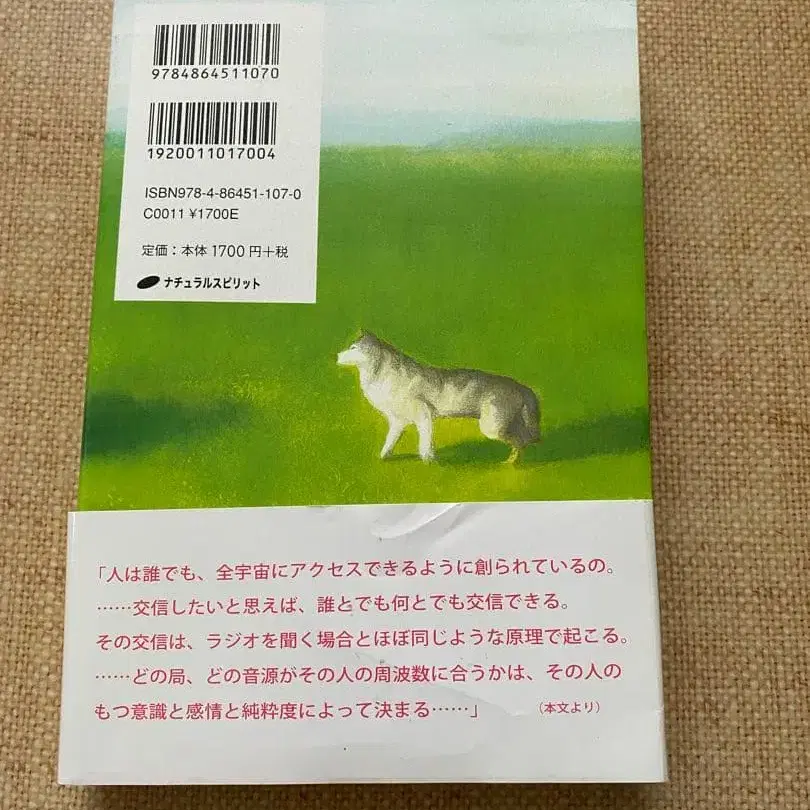 9784864511070
1920011017004
ISBN978-4-86451-107-0
C0011 ¥1700E
定価：本体 1700 円＋税
ナチュラルスピリット
「人は誰でも、全宇宙にアクセスできるように創られているの。
……交信したいと思えば、誰とでも何とでも交信できる。
その交信は、ラジオを聞く場合とほぼ同じような原理で起こる。
……どの局、どの音源がその人の周波数に合うかは、その人の
もつ意識と感情と純粋度によって決まる……」 （本文より）